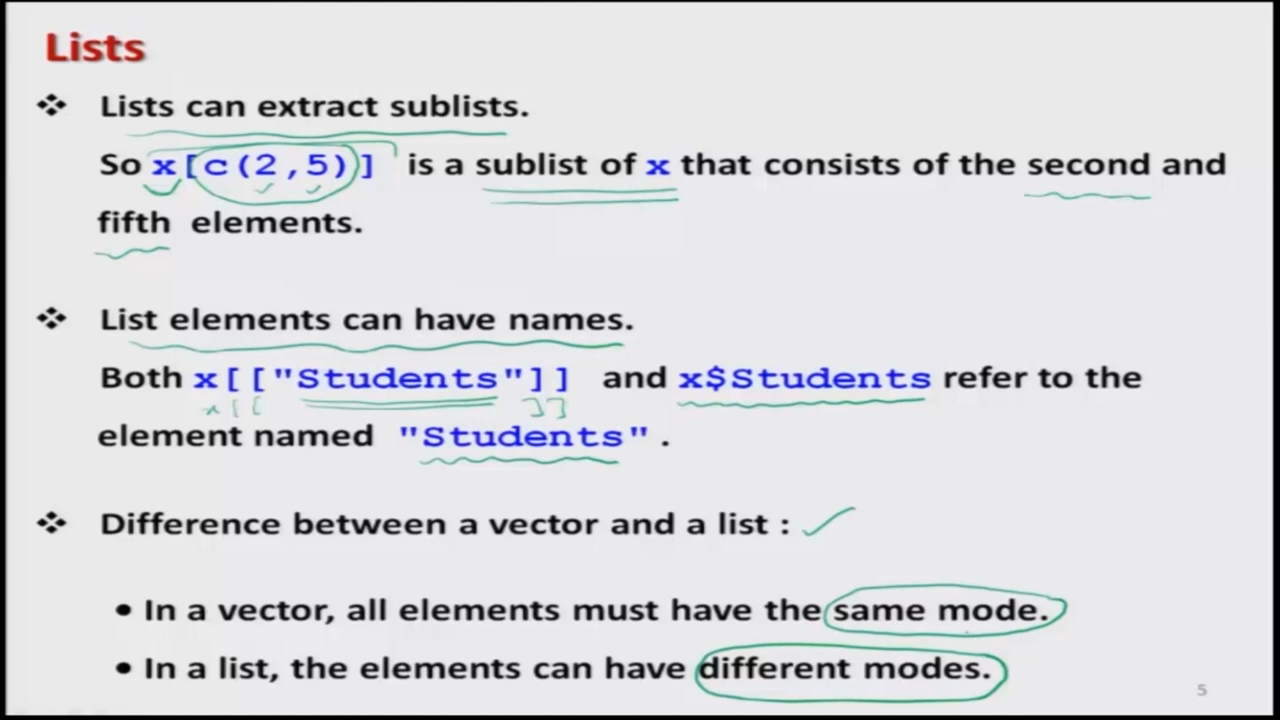 Lists
❖ Lists can extract sublists.
So x[c(2,5)] is a sublist of x that consists of the second and
fifth elements.
❖ List elements can have names.
Both x[["Students"]] and x$Students refer to the
x[[ ]]
element named "Students".
❖ Difference between a vector and a list :
• In a vector, all elements must have the same mode.
• In a list, the elements can have different modes.
5